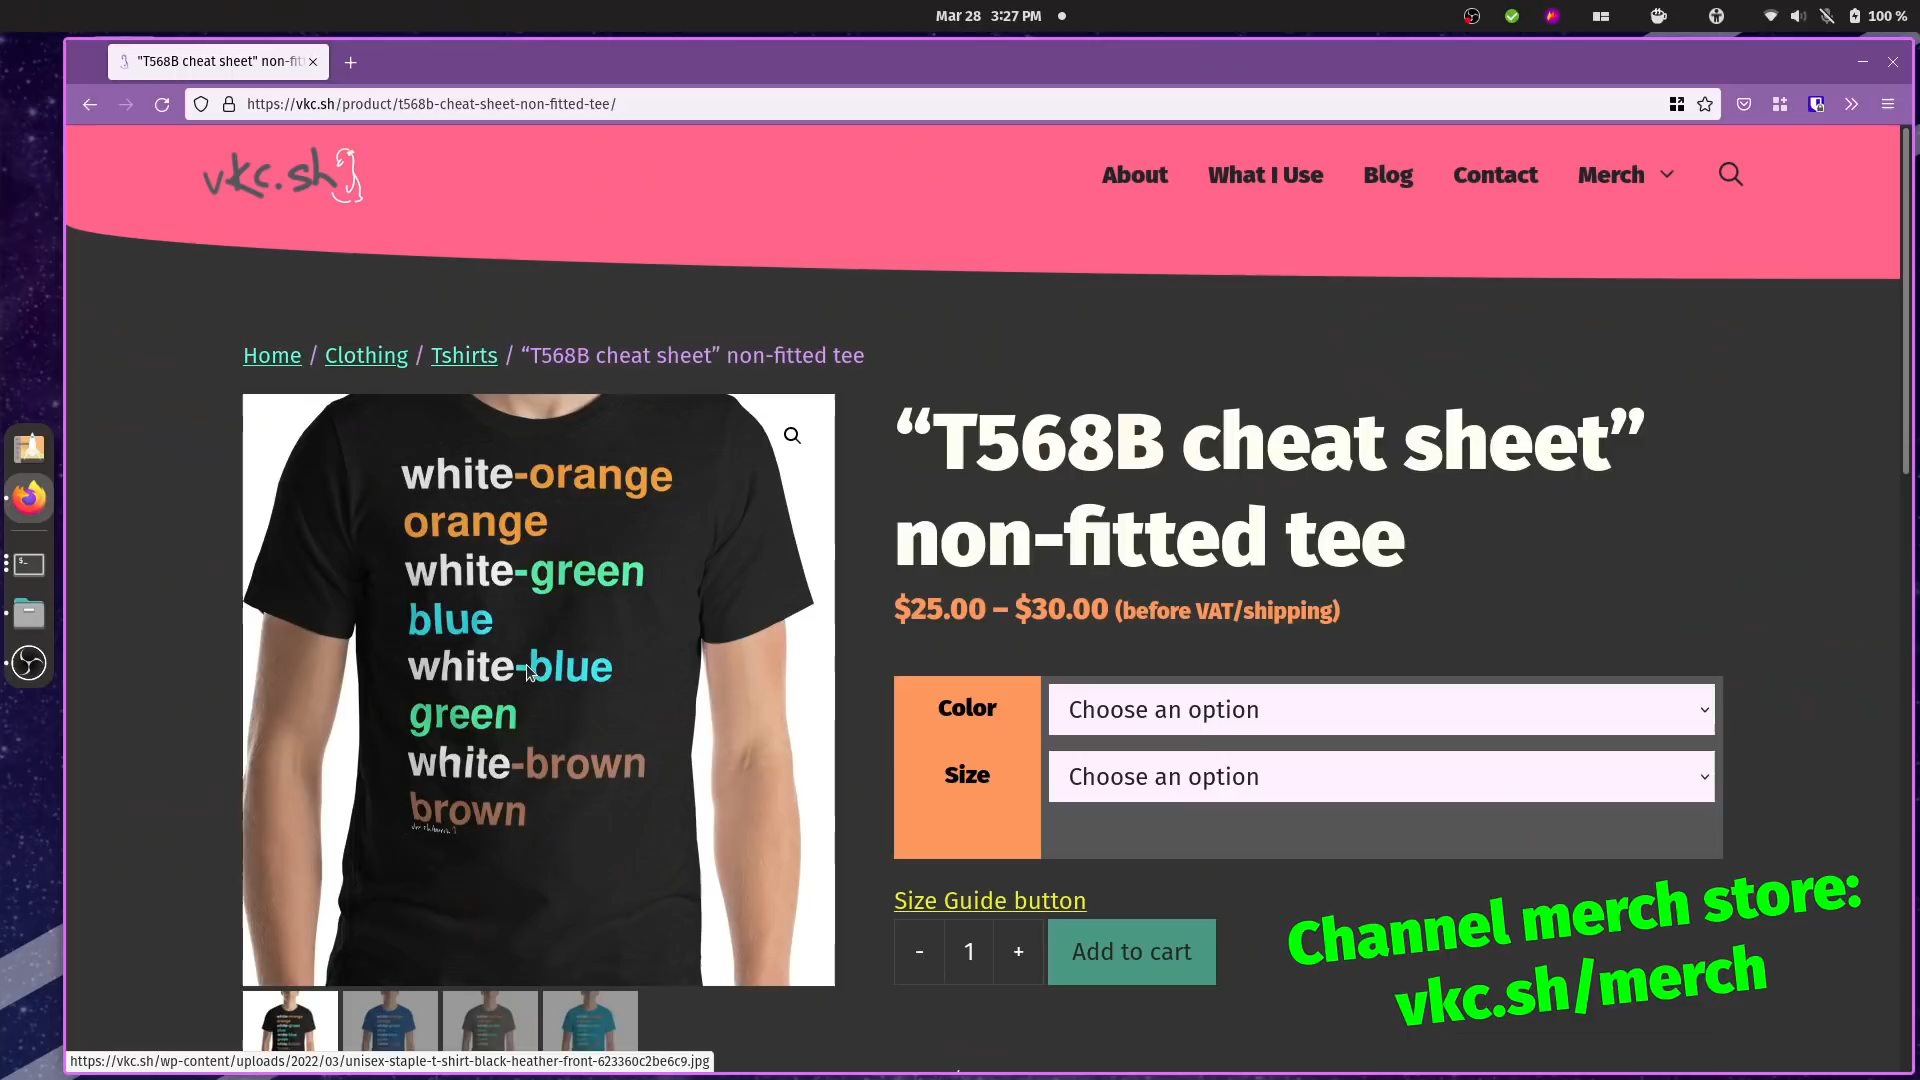 Mar 28 3:27 PM
100 %
"T568B cheat sheet" non-fit
https://vkc.sh/product/t568b-cheat-sheet-non-fitted-tee/
vkc.sh
About
What I Use
Blog
Contact
Merch
Home / Clothing / Tshirts / “T568B cheat sheet” non-fitted tee
white-orange
orange
white-green
blue
white-blue
green
white-brown
brown
“T568B cheat sheet”
non-fitted tee
$25.00 – $30.00 (before VAT/shipping)
Color
Choose an option
Size
Choose an option
Size Guide button
- 1 +
Add to cart
Channel merch store:
vkc.sh/merch
https://vkc.sh/wp-content/uploads/2022/03/unisex-staple-t-shirt-black-heather-front-623360c2be6c9.jpg